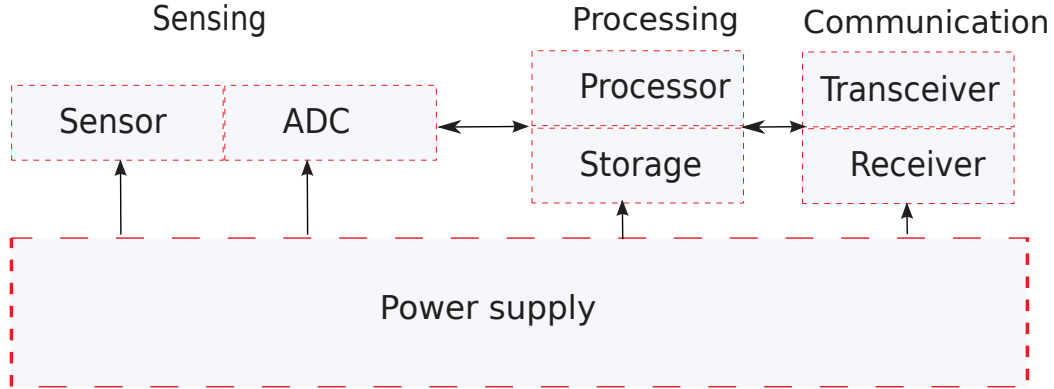 Sensing
Processing
Communication
Sensor
ADC
Processor
Storage
Transceiver
Receiver
Power supply